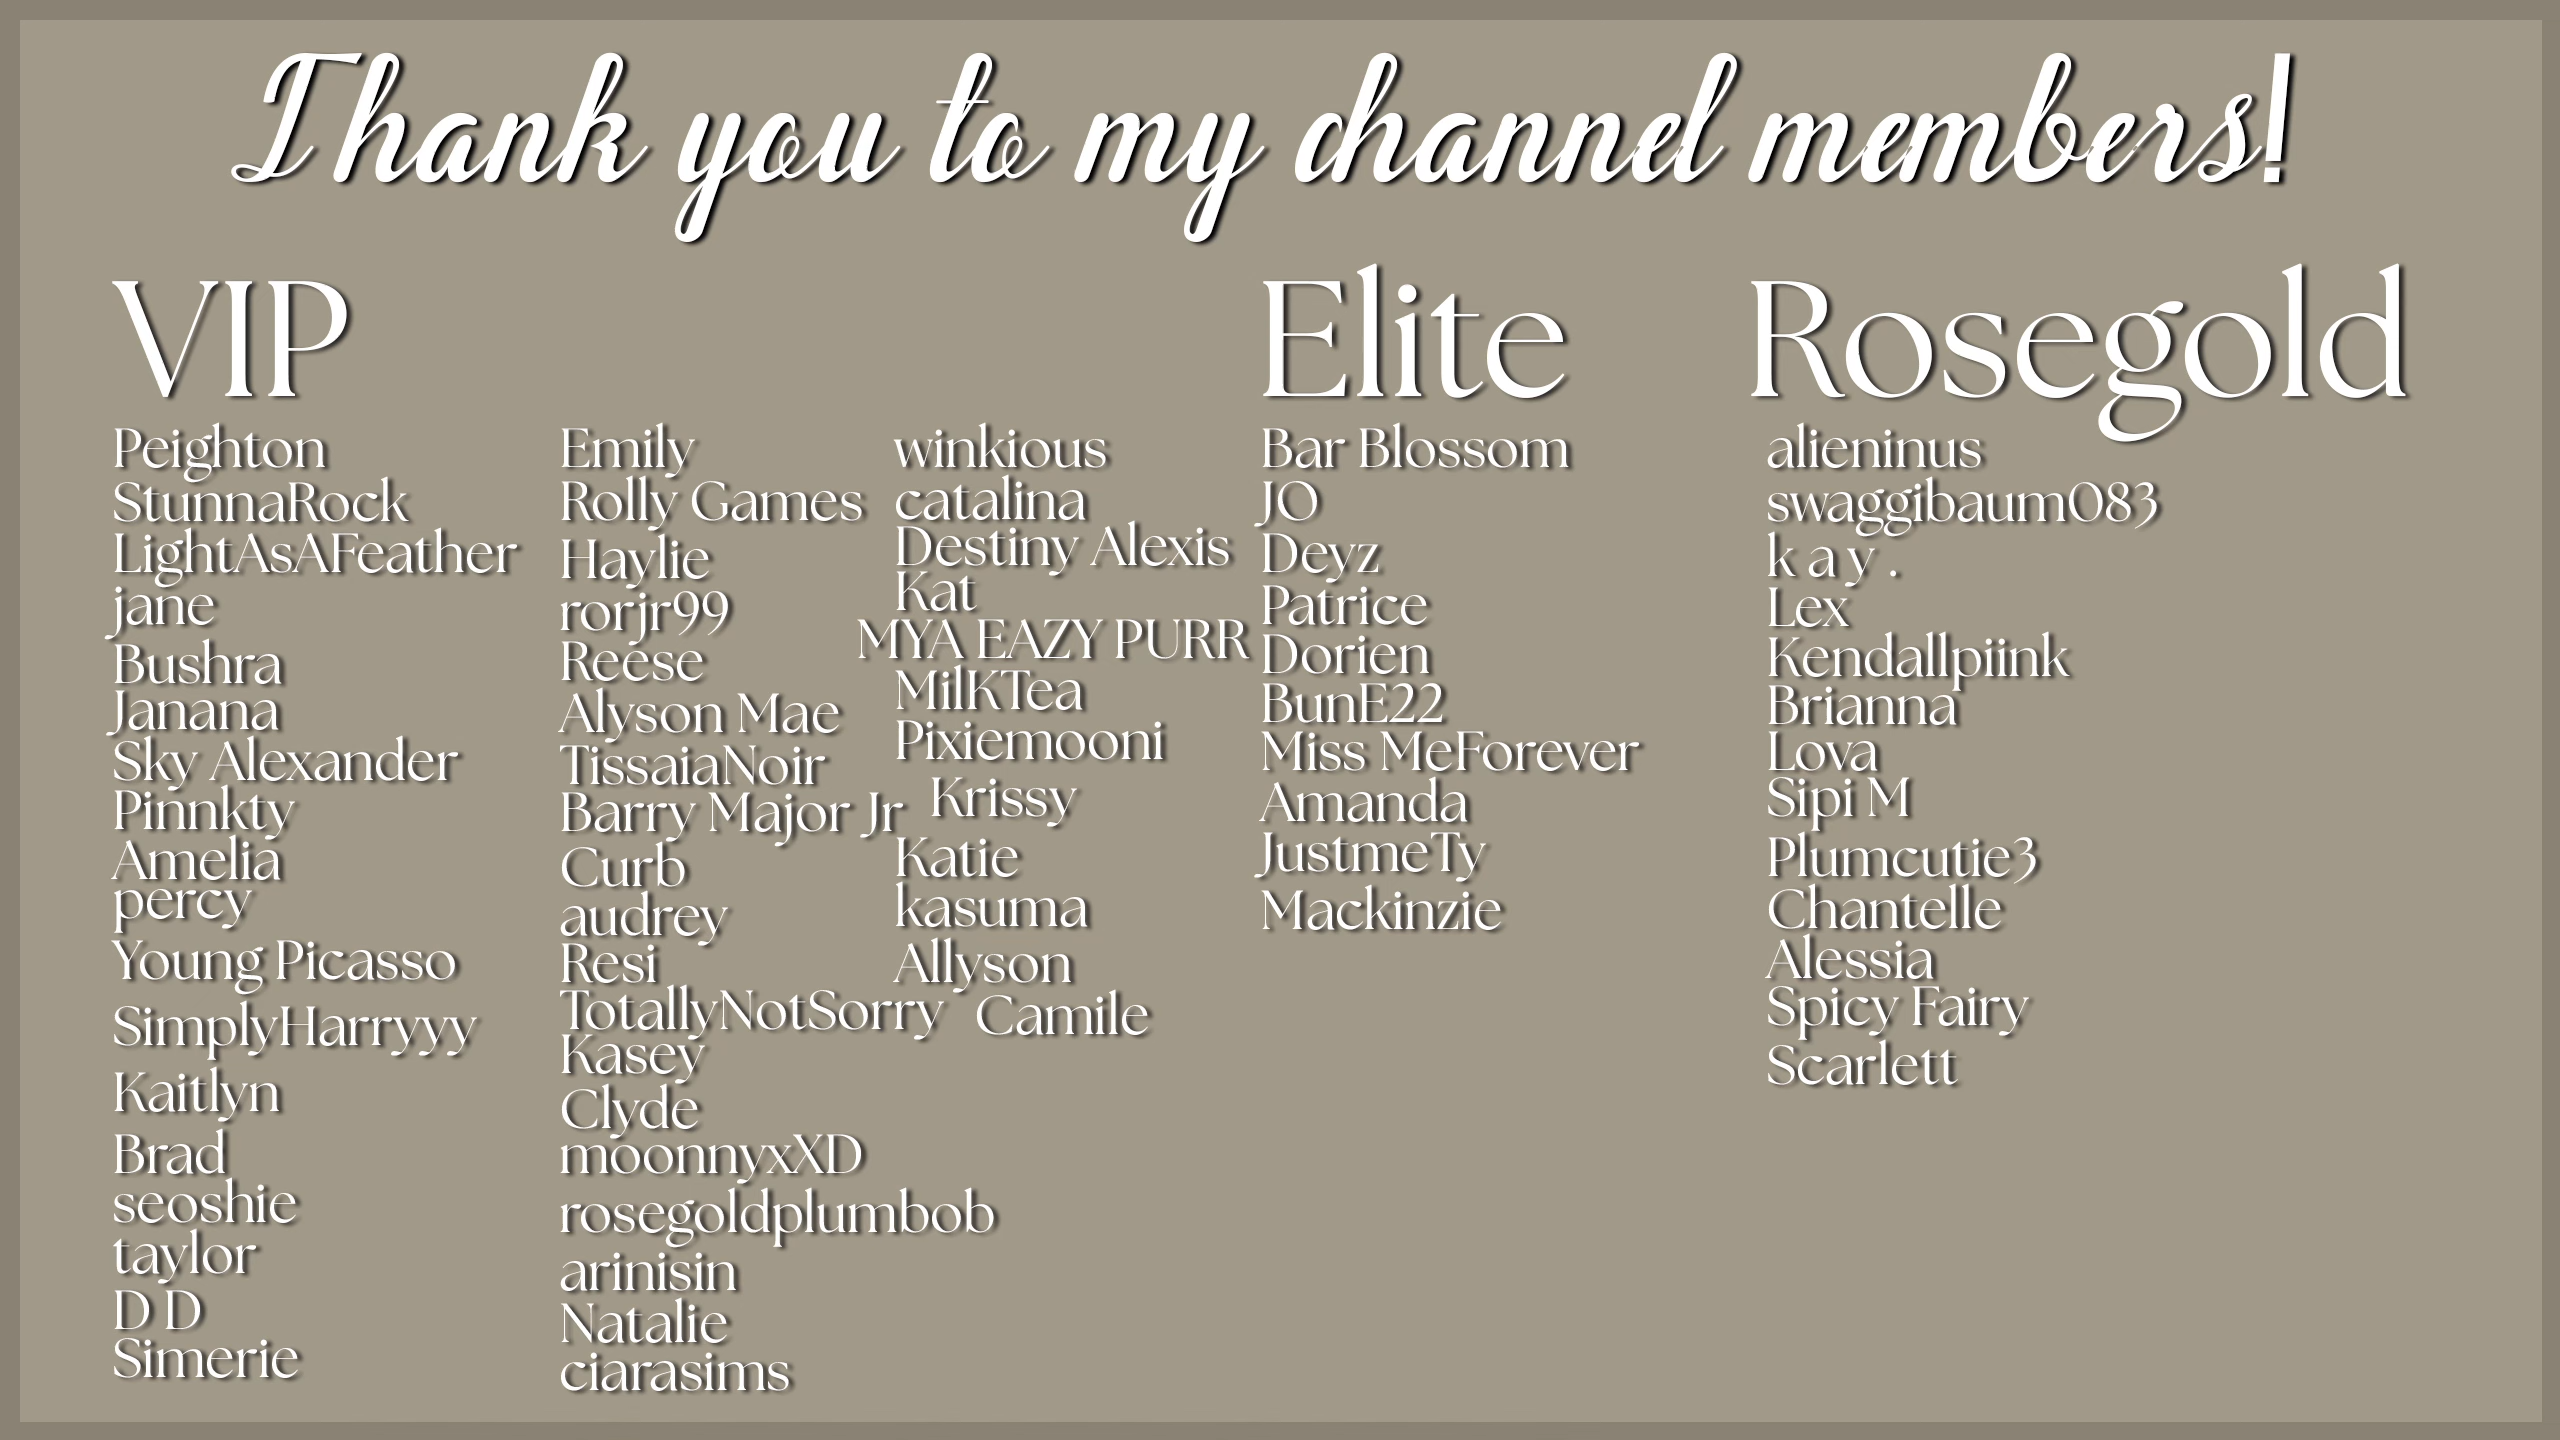 Thank you to my channel members!
VIP
Peighton
StunnaRock
LightAsAFeather
jane
Bushra
Janana
Sky Alexander
Pinnkty
Amelia
percy
Young Picasso
SimplyHarryyy
Kaitlyn
Brad
seoshie
taylor
D D
Simerie
Emily
Rolly Games
Haylie
rorjr99
Reese
Alyson Mae
TissaiaNoir
Barry Major Jr
Curb
audrey
Resi
TotallyNotSorry
Kasey
Clyde
moonnyxXD
rosegoldplumbob
arinisin
Natalie
ciarasims
winkious
catalina
Destiny Alexis
Kat
MYA EAZY PURR
MilKTea
Pixiemooni
Krissy
Katie
kasuma
Allyson
Camile
Elite
Bar Blossom
JO
Deyz
Patrice
Dorien
BunE22
Miss MeForever
Amanda
JustmeTy
Mackinzie
Rosegold
alieninus
swaggibaum083
k a y .
Lex
Kendallpiink
Brianna
Lova
Sipi M
Plumcutie3
Chantelle
Alessia
Spicy Fairy
Scarlett